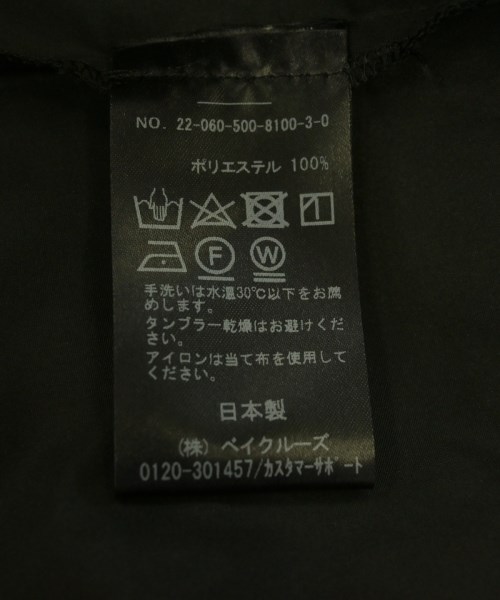 NO. 22-060-500-8100-3-0
ポリエステル 100%
F W
手洗いは水温30℃以下をお薦
めします。
タンブラー乾燥はお避けくださ
い。
アイロンは当て布を使用して
ください。
日本製
(株) ベイクルーズ
0120-301457/カスタマーサポート